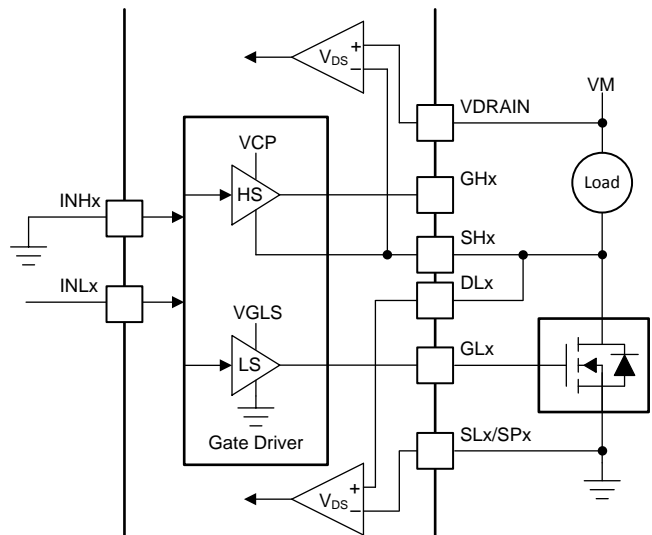 VDS
+
−
VM
VDRAIN
VCP
GHx
Load
HS
INHx
SHx
DLx
INLx
VGLS
GLx
LS
SLx/SPx
Gate Driver
VDS
+
−